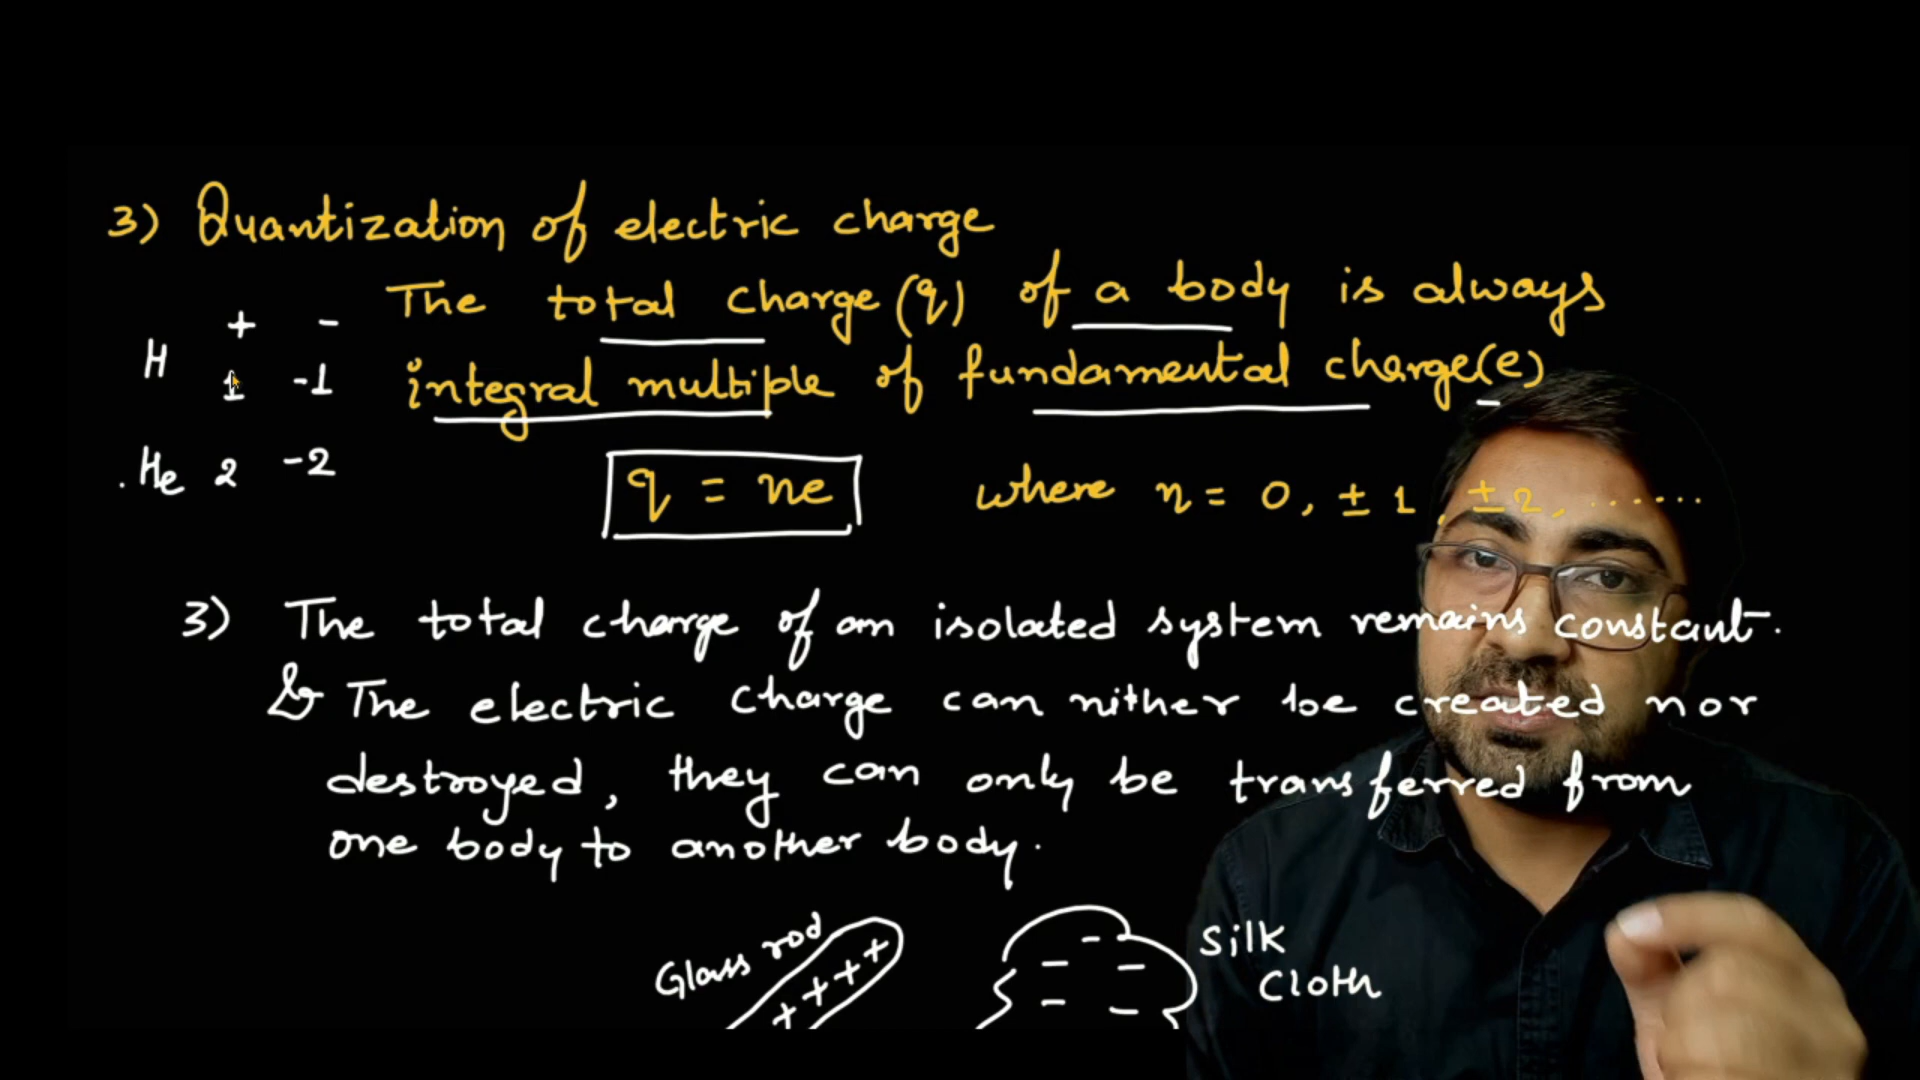 3) Quantization of electric charge
The total charge (q) of a body is always
integral multiple of fundamental charge(e)
+ -
H 1 -1
He 2 -2
q = ne where n = 0, ± 1, ± 2, ......
3) The total charge of an isolated system remains constant.
& The electric charge can nither be created nor
destroyed, they can only be transferred from
one body to another body.
Glass rod
+ + + +
- - - - -
Silk
Cloth